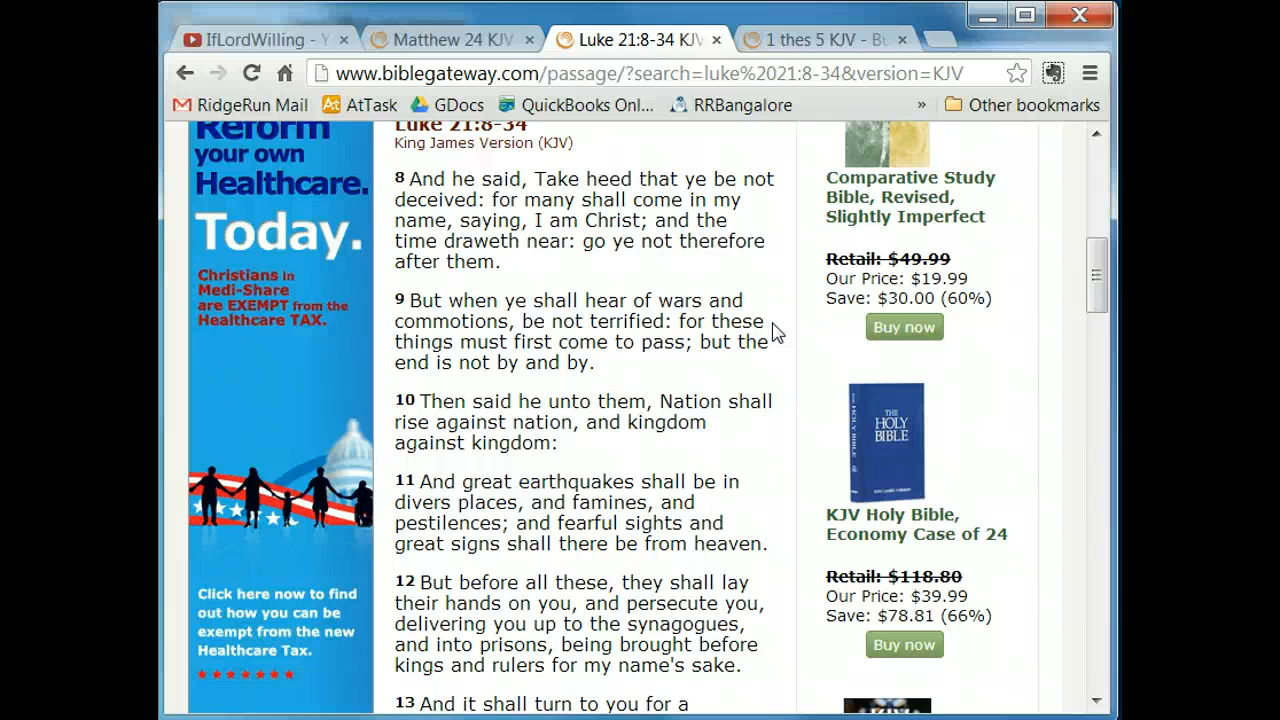 IfLordWilling - Y
Matthew 24 KJV
Luke 21:8-34 KJV
1 thes 5 KJV - B
www.biblegateway.com/passage/?search=luke%2021:8-34&version=KJV
RidgeRun Mail
AtTask
GDocs
QuickBooks Onl...
RRBangalore
»
Other bookmarks
Reform
your own
Healthcare.
Today.
Christians in
Medi-Share
are EXEMPT from the
Healthcare TAX.
Click here now to find
out how you can be
exempt from the new
Healthcare Tax.
Luke 21:8-34
King James Version (KJV)
8 And he said, Take heed that ye be not
deceived: for many shall come in my
name, saying, I am Christ; and the
time draweth near: go ye not therefore
after them.
9 But when ye shall hear of wars and
commotions, be not terrified: for these
things must first come to pass; but the
end is not by and by.
10 Then said he unto them, Nation shall
rise against nation, and kingdom
against kingdom:
11 And great earthquakes shall be in
divers places, and famines, and
pestilences; and fearful sights and
great signs shall there be from heaven.
12 But before all these, they shall lay
their hands on you, and persecute you,
delivering you up to the synagogues,
and into prisons, being brought before
kings and rulers for my name's sake.
13 And it shall turn to you for a
Comparative Study
Bible, Revised,
Slightly Imperfect
Retail: $49.99
Our Price: $19.99
Save: $30.00 (60%)
Buy now
THE
HOLY
BIBLE
KJV Holy Bible,
Economy Case of 24
Retail: $118.80
Our Price: $39.99
Save: $78.81 (66%)
Buy now